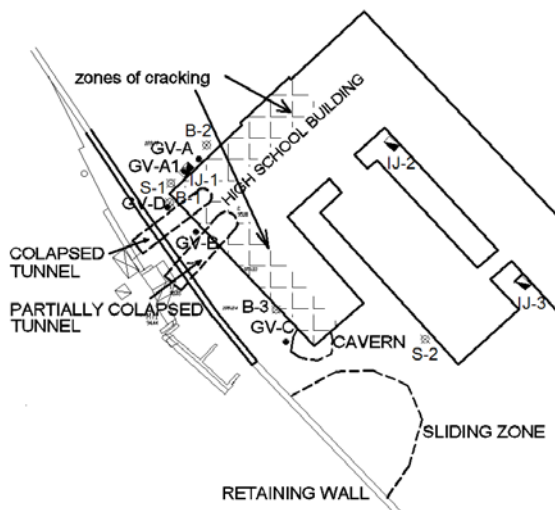 zones of cracking
B-2
GV-A
GV-A1
IJ-1
S-1
B-1
GV-D
HIGH SCHOOL BUILDING
IJ-2
GV-B
COLAPSED
TUNNEL
PARTIALLY COLAPSED
TUNNEL
B-3
GV-C
CAVERN
IJ-3
S-2
SLIDING ZONE
RETAINING WALL